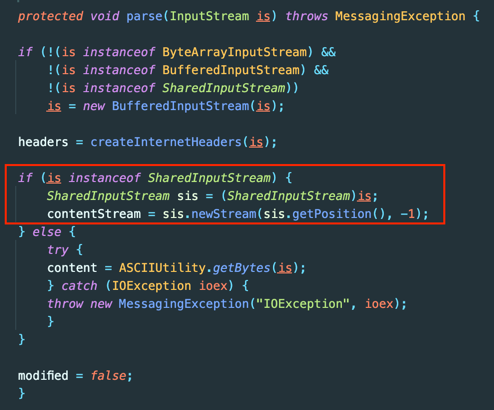 protected void parse(InputStream is) throws MessagingException {
if (!(is instanceof ByteArrayInputStream) &&
!(is instanceof BufferedInputStream) &&
!(is instanceof SharedInputStream))
is = new BufferedInputStream(is);
headers = createInternetHeaders(is);
if (is instanceof SharedInputStream) {
SharedInputStream sis = (SharedInputStream)is;
contentStream = sis.newStream(sis.getPosition(), -1);
} else {
try {
content = ASCIIUtility.getBytes(is);
} catch (IOException ioex) {
throw new MessagingException("IOException", ioex);
}
}
modified = false;
}